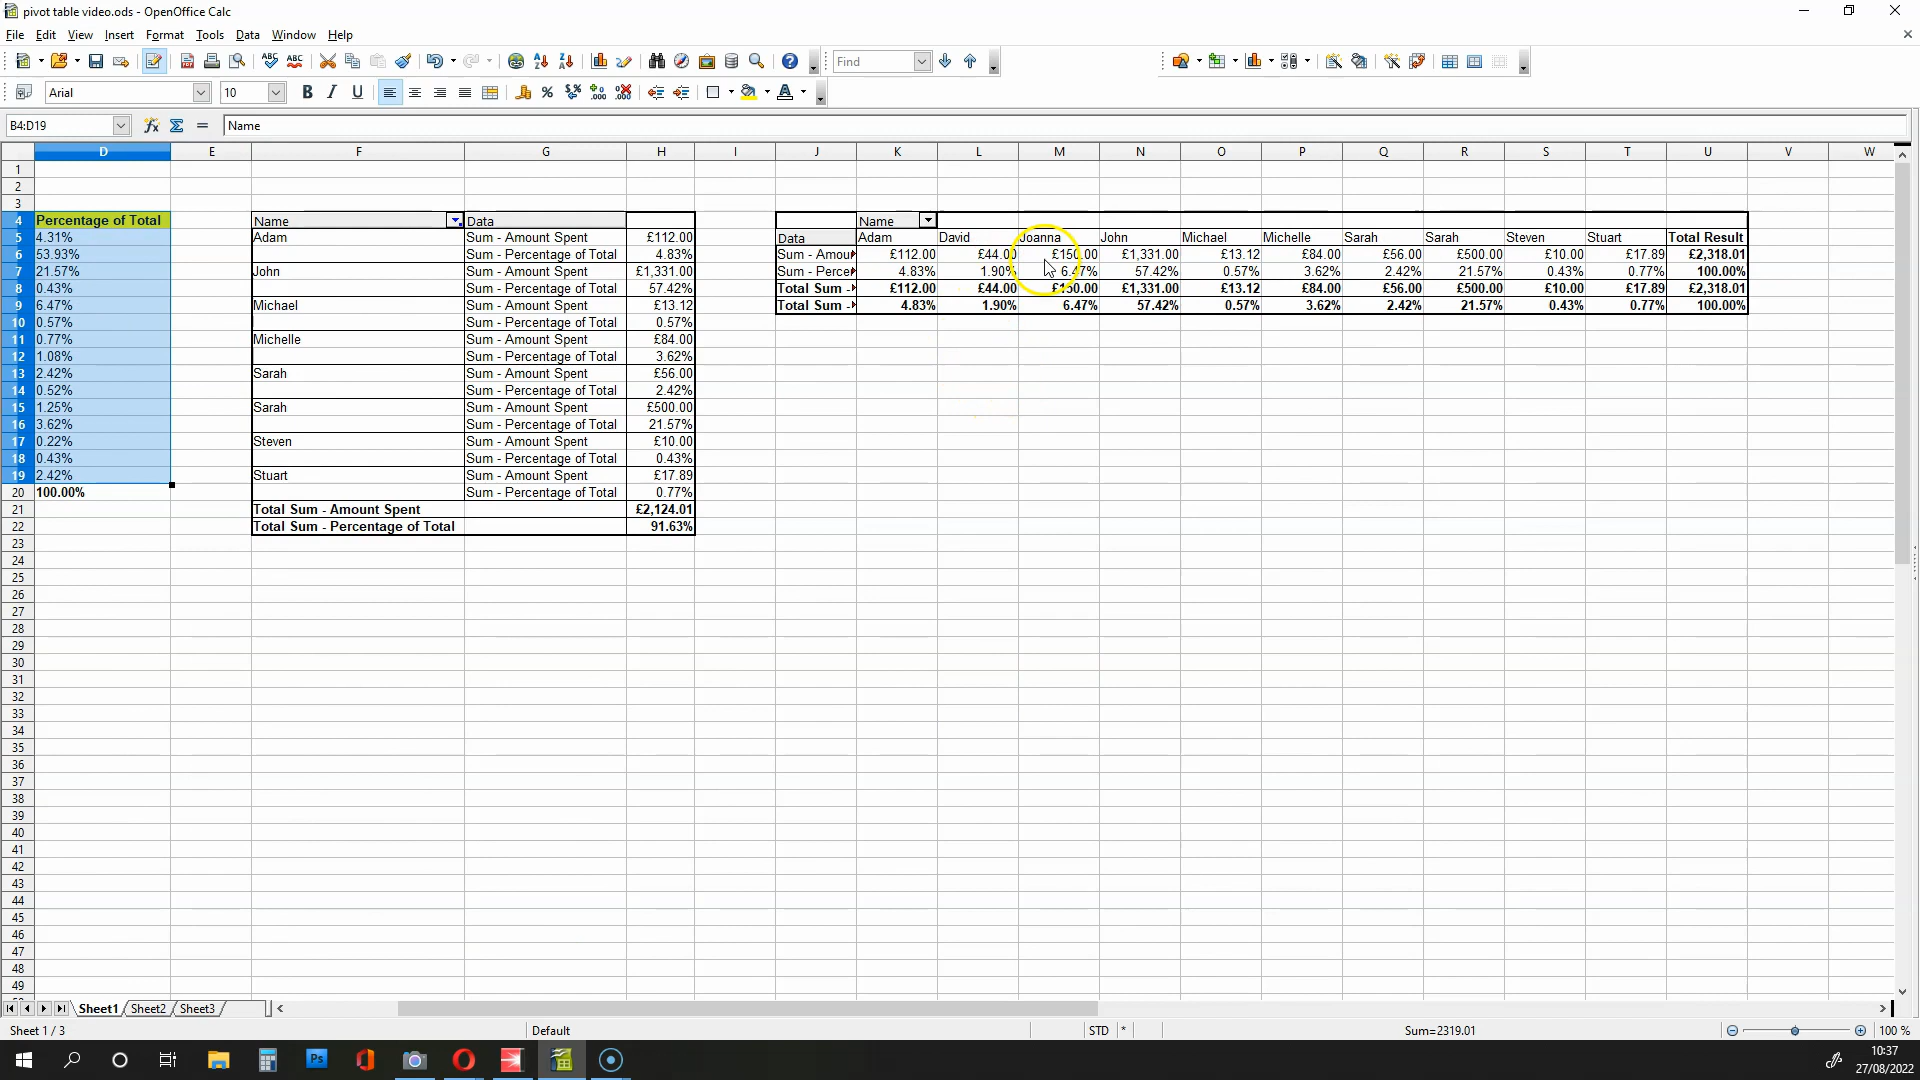 pivot table video.ods - OpenOffice Calc
File Edit View Insert Format Tools Data Window Help
Find
Arial 10
B4:D19 Name
D E F G H I J K L M N O P Q R S T U V W
1
2
3
4 Percentage of Total Name Data Name
5 4.31% Adam Sum - Amount Spent £112.00 Data Adam David Joanna John Michael Michelle Sarah Sarah Steven Stuart Total Result
6 53.93% Sum - Percentage of Total 4.83% Sum - Amou £112.00 £44.00 £150.00 £1,331.00 £13.12 £84.00 £56.00 £500.00 £10.00 £17.89 £2,318.01
7 21.57% John Sum - Amount Spent £1,331.00 Sum - Perce 4.83% 1.90% 6.47% 57.42% 0.57% 3.62% 2.42% 21.57% 0.43% 0.77% 100.00%
8 0.43% Sum - Percentage of Total 57.42% Total Sum - £112.00 £44.00 £150.00 £1,331.00 £13.12 £84.00 £56.00 £500.00 £10.00 £17.89 £2,318.01
9 6.47% Michael Sum - Amount Spent £13.12 Total Sum - 4.83% 1.90% 6.47% 57.42% 0.57% 3.62% 2.42% 21.57% 0.43% 0.77% 100.00%
10 0.57% Sum - Percentage of Total 0.57%
11 0.77% Michelle Sum - Amount Spent £84.00
12 1.08% Sum - Percentage of Total 3.62%
13 2.42% Sarah Sum - Amount Spent £56.00
14 0.52% Sum - Percentage of Total 2.42%
15 1.25% Sarah Sum - Amount Spent £500.00
16 3.62% Sum - Percentage of Total 21.57%
17 0.22% Steven Sum - Amount Spent £10.00
18 0.43% Sum - Percentage of Total 0.43%
19 2.42% Stuart Sum - Amount Spent £17.89
20 100.00% Sum - Percentage of Total 0.77%
21 Total Sum - Amount Spent £2,124.01
22 Total Sum - Percentage of Total 91.63%
23
24
25
26
27
28
29
30
31
32
33
34
35
36
37
38
39
40
41
42
43
44
45
46
47
48
49
Sheet1 Sheet2 Sheet3
Sheet 1 / 3 Default STD * Sum=2319.01 100 %
Ps
10:37
27/08/2022